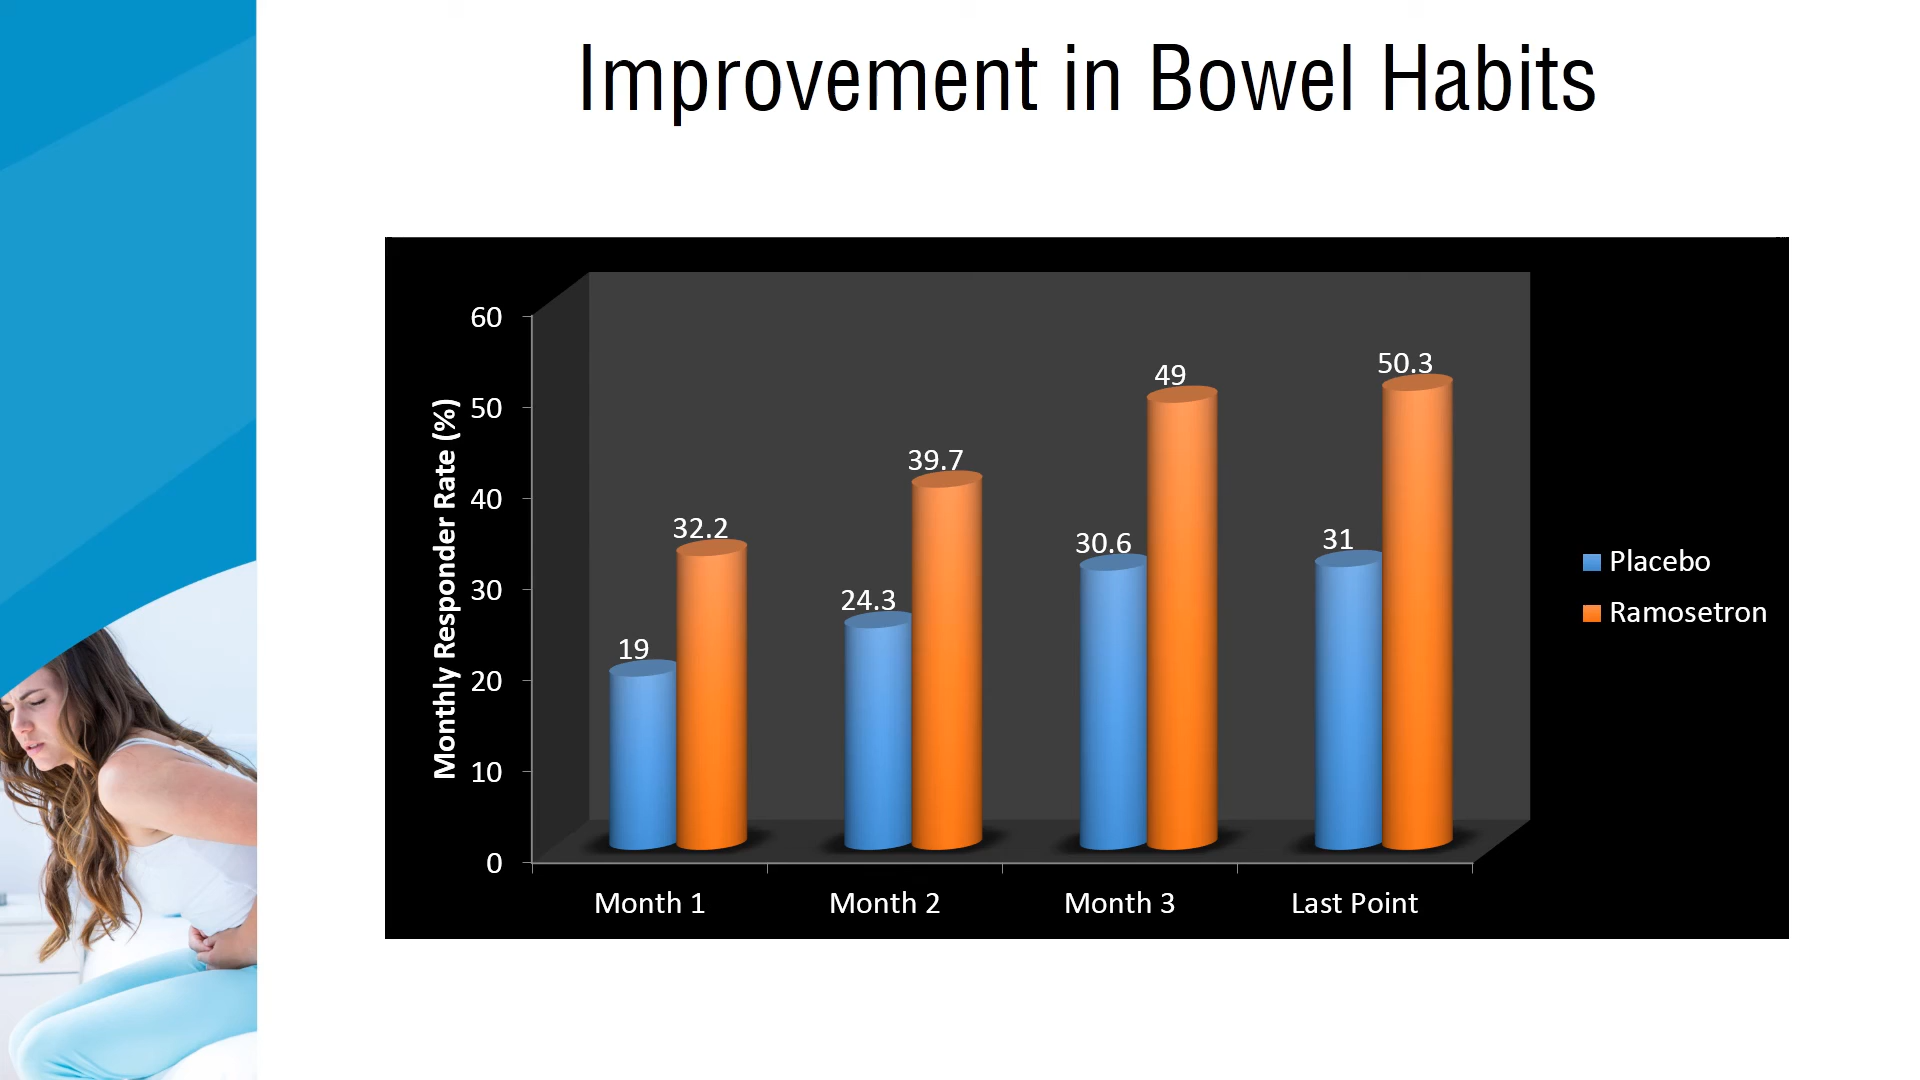 Improvement in Bowel Habits
Monthly Responder Rate (%)
60
50
40
30
20
10
0
19
32.2
24.3
39.7
30.6
49
31
50.3
Month 1
Month 2
Month 3
Last Point
Placebo
Ramosetron